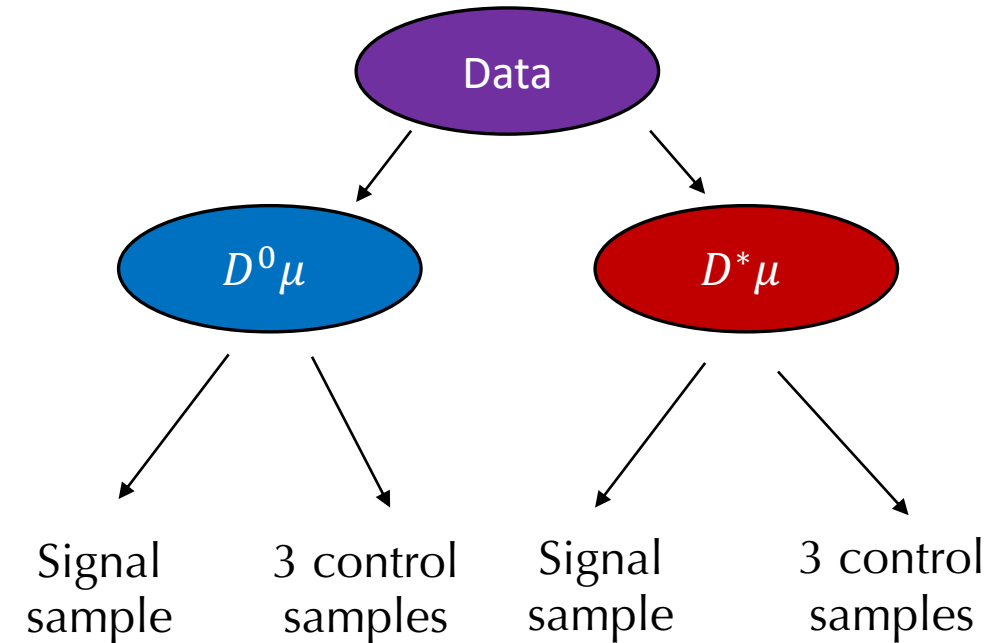 Data
D⁰μ
D*μ
Signal
sample
3 control
samples
Signal
sample
3 control
samples